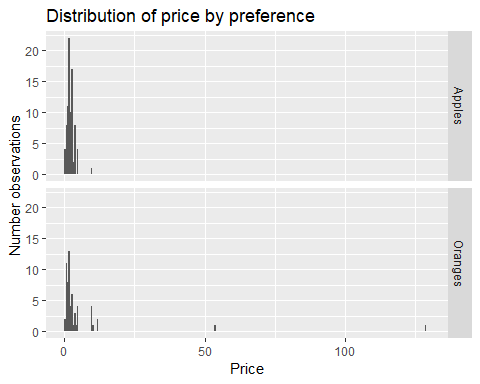 Distribution of price by preference
Number observations
20
15
10
5
0
Apples
20
15
10
5
0
Oranges
0 50 100
Price